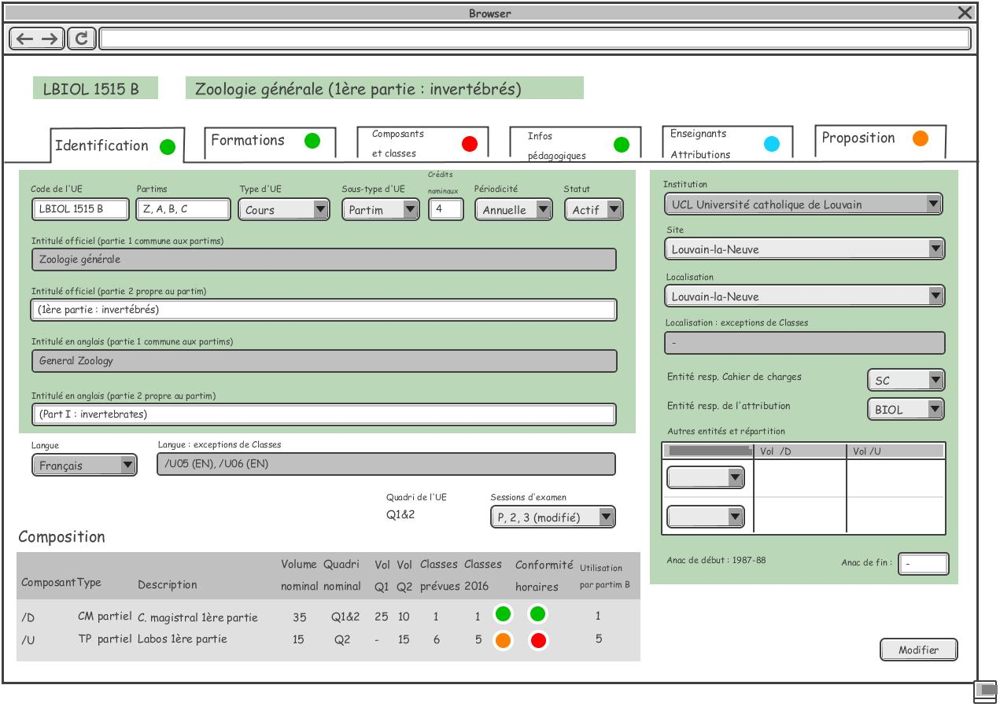 Browser
LBIOL 1515 B
Zoologie générale (1ère partie : invertébrés)
Identification
Formations
Composants
et classes
Infos
pédagogiques
Enseignants
Attributions
Proposition
Code de l'UE
Partims
Type d'UE
Sous-type d'UE
Crédits
nominaux
Périodicité
Statut
LBIOL 1515 B
Z, A, B, C
Cours
Partim
4
Annuelle
Actif
Intitulé officiel (partie 1 commune aux partims)
Zoologie générale
Intitulé officiel (partie 2 propre au partim)
(1ère partie : invertébrés)
Intitulé en anglais (partie 1 commune aux partims)
General Zoology
Intitulé en anglais (partie 2 propre au partim)
(Part I : invertebrates)
Langue
Français
Langue : exceptions de Classes
/U05 (EN), /U06 (EN)
Quadri de l'UE
Q1&2
Sessions d'examen
P, 2, 3 (modifié)
Institution
UCL Université catholique de Louvain
Site
Louvain-la-Neuve
Localisation
Louvain-la-Neuve
Localisation : exceptions de Classes
-
Entité resp. Cahier de charges
SC
Entité resp. de l'attribution
BIOL
Autres entités et répartition
Vol /D
Vol /U
Anac de début : 1987-88
Anac de fin :
-
Composition
Composant Type Description Volume nominal Quadri nominal Vol Q1 Vol Q2 Classes prévues Classes 2016 Conformité horaires Utilisation par partim B
/D CM partiel C. magistral 1ère partie 35 Q1&2 25 10 1 1 1
/U TP partiel Labos 1ère partie 15 Q2 - 15 6 5 5
Modifier